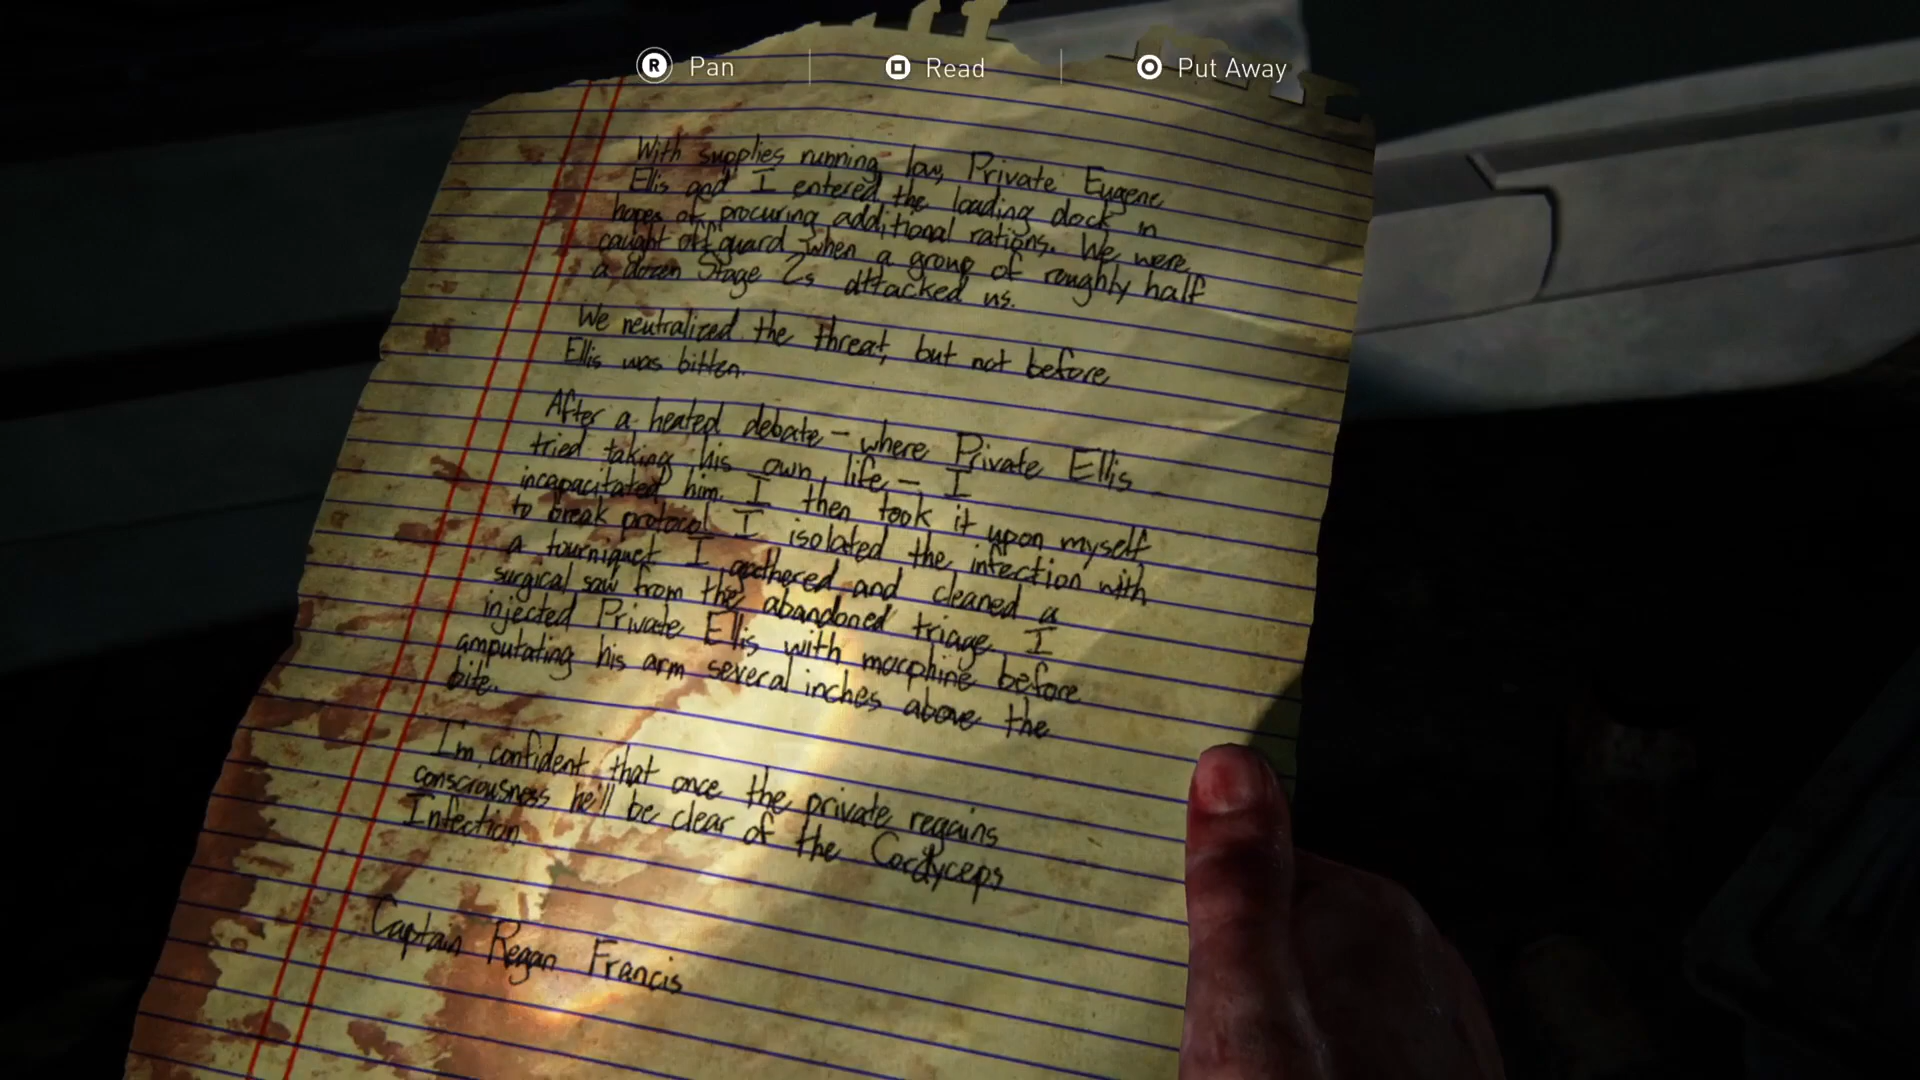 R Pan
Read
Put Away
With supplies running low, Private Eugene
Ellis and I entered the loading dock in
hopes of procuring additional rations. We were
caught off guard when a group of roughly half
a dozen Stage 2s attacked us.
We neutralized the threat, but not before
Ellis was bitten.
After a heated debate – where Private Ellis
tried taking his own life – I
incapacitated him. I then took it upon myself
to break protocol. I isolated the infection with
a tourniquet. I gathered and cleaned a
surgical saw from the abandoned triage. I
injected Private Ellis with morphine before
amputating his arm several inches above the
bite.
I'm confident that once the private regains
consciousness he'll be clear of the Cordyceps
Infection.
Captain Regan Francis